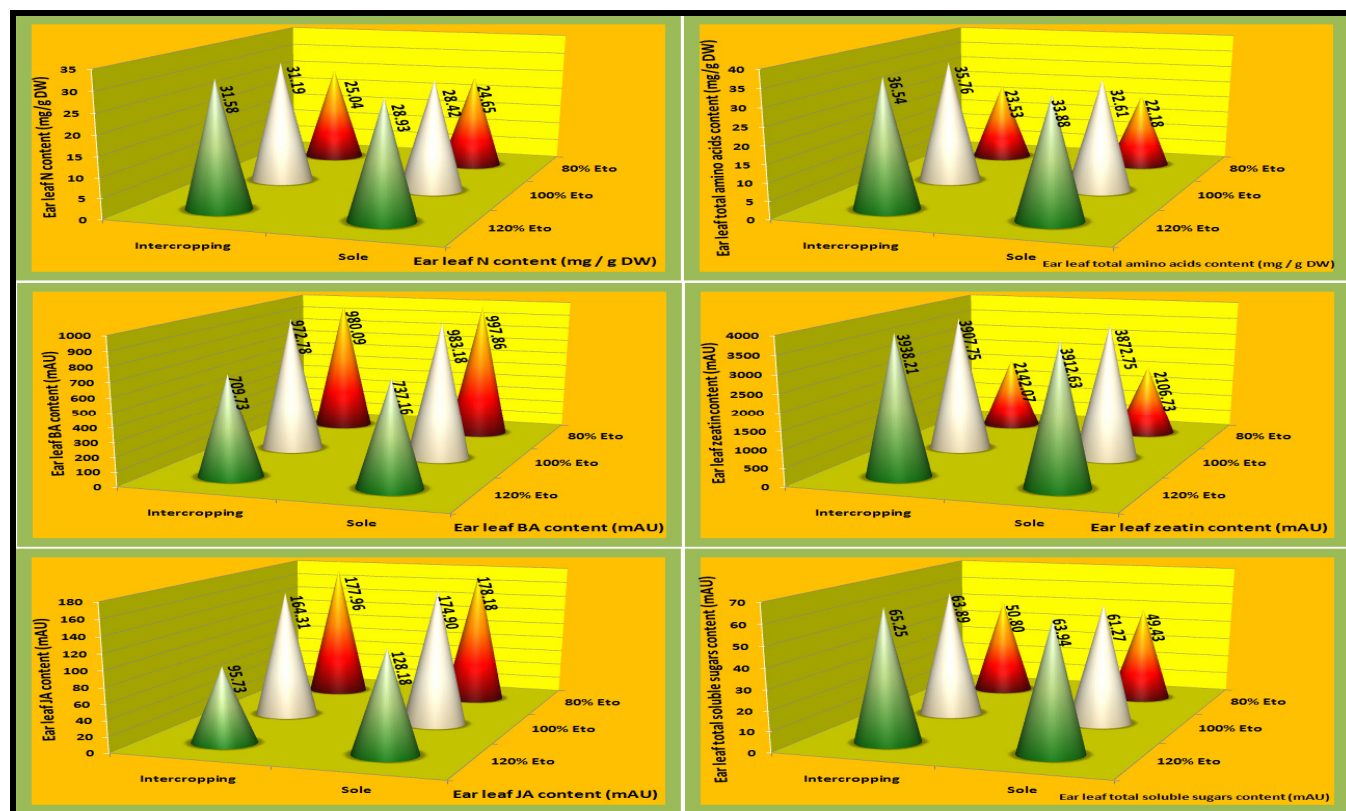 Ear leaf N content (mg/g DW)
35
30
25
20
15
10
5
0
31.58
31.19
25.04
28.93
28.42
24.65
80% Eto
100% Eto
120% Eto
Intercropping
Sole
Ear leaf N content (mg / g DW)
Ear leaf total amino acids content (mg/g DW)
40
35
30
25
20
15
10
5
0
36.54
35.76
23.53
33.88
32.61
22.18
80% Eto
100% Eto
120% Eto
Intercropping
Sole
Ear leaf total amino acids content (mg / g DW)
Ear leaf BA content (mAU)
1000
900
800
700
600
500
400
300
200
100
0
709.73
972.78
980.09
737.16
983.18
997.86
80% Eto
100% Eto
120% Eto
Intercropping
Sole
Ear leaf BA content (mAU)
Ear leaf zeatin content (mAU)
4000
3500
3000
2500
2000
1500
1000
500
0
3938.21
3907.75
2142.07
3912.63
3872.75
2106.73
80% Eto
100% Eto
120% Eto
Intercropping
Sole
Ear leaf zeatin content (mAU)
Ear leaf JA content (mAU)
180
160
140
120
100
80
60
40
20
0
95.73
164.31
177.96
128.18
174.90
178.18
80% Eto
100% Eto
120% Eto
Intercropping
Sole
Ear leaf JA content (mAU)
Ear leaf total soluble sugars content (mAU)
70
60
50
40
30
20
10
0
65.25
63.89
50.80
63.94
61.27
49.43
80% Eto
100% Eto
120% Eto
Intercropping
Sole
Ear leaf total soluble sugars content (mAU)